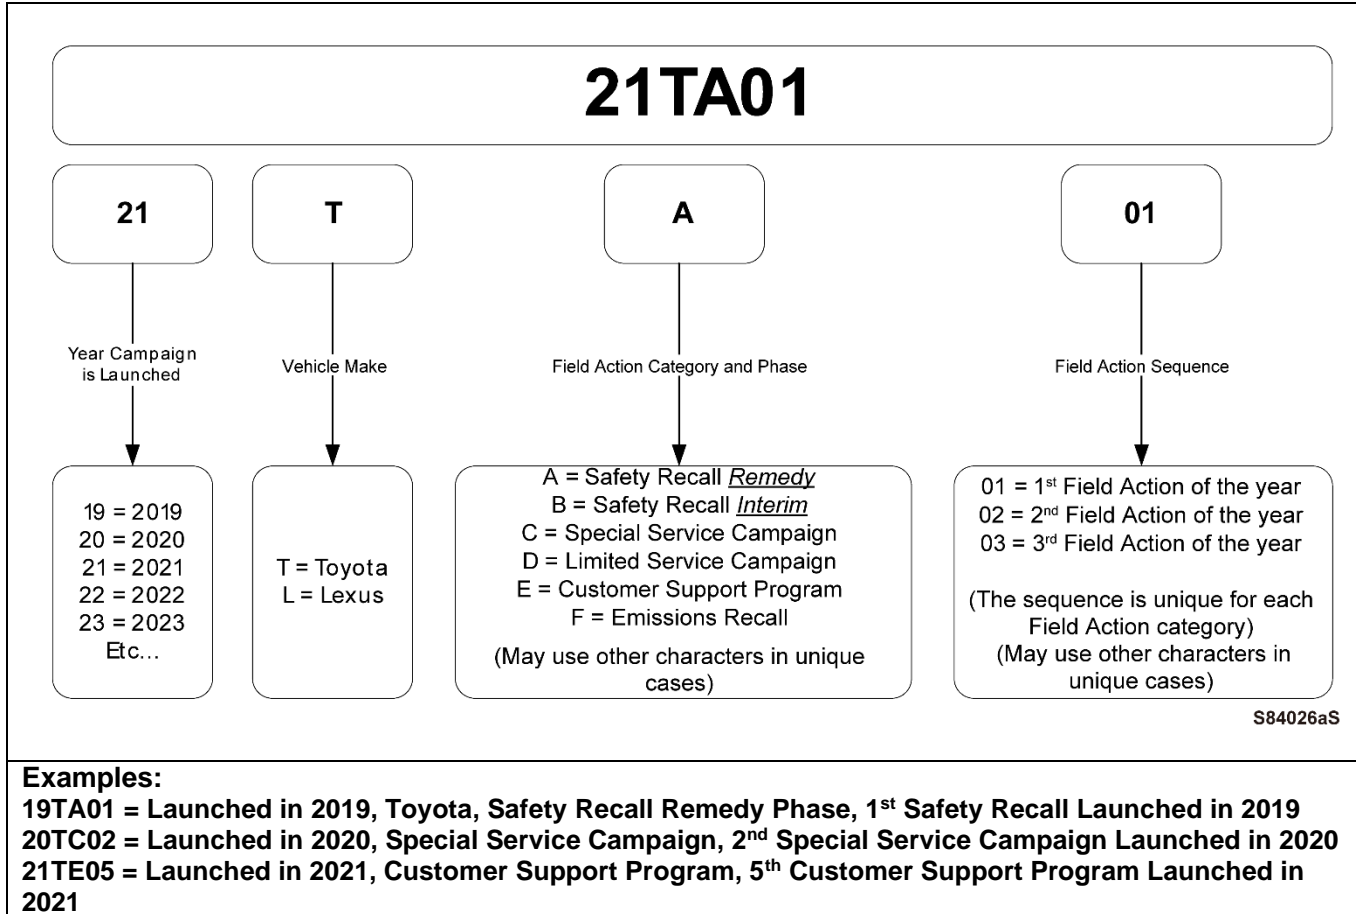 21TA01
21
T
A
01
Year Campaign
is Launched
Vehicle Make
Field Action Category and Phase
Field Action Sequence
19 = 2019
20 = 2020
21 = 2021
22 = 2022
23 = 2023
Etc...
T = Toyota
L = Lexus
A = Safety Recall Remedy
B = Safety Recall Interim
C = Special Service Campaign
D = Limited Service Campaign
E = Customer Support Program
F = Emissions Recall
(May use other characters in unique
cases)
01 = 1st Field Action of the year
02 = 2nd Field Action of the year
03 = 3rd Field Action of the year
(The sequence is unique for each
Field Action category)
(May use other characters in
unique cases)
S84026aS
Examples:
19TA01 = Launched in 2019, Toyota, Safety Recall Remedy Phase, 1st Safety Recall Launched in 2019
20TC02 = Launched in 2020, Special Service Campaign, 2nd Special Service Campaign Launched in 2020
21TE05 = Launched in 2021, Customer Support Program, 5th Customer Support Program Launched in
2021